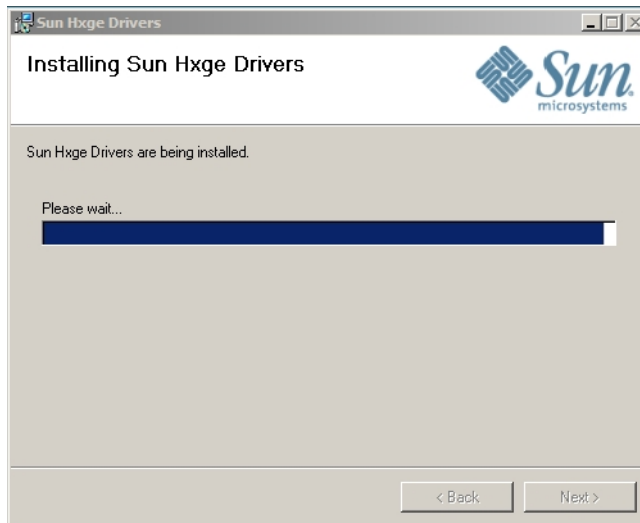 Sun Hxge Drivers
Installing Sun Hxge Drivers
Sun
microsystems
Sun Hxge Drivers are being installed.
Please wait...
< Back
Next >